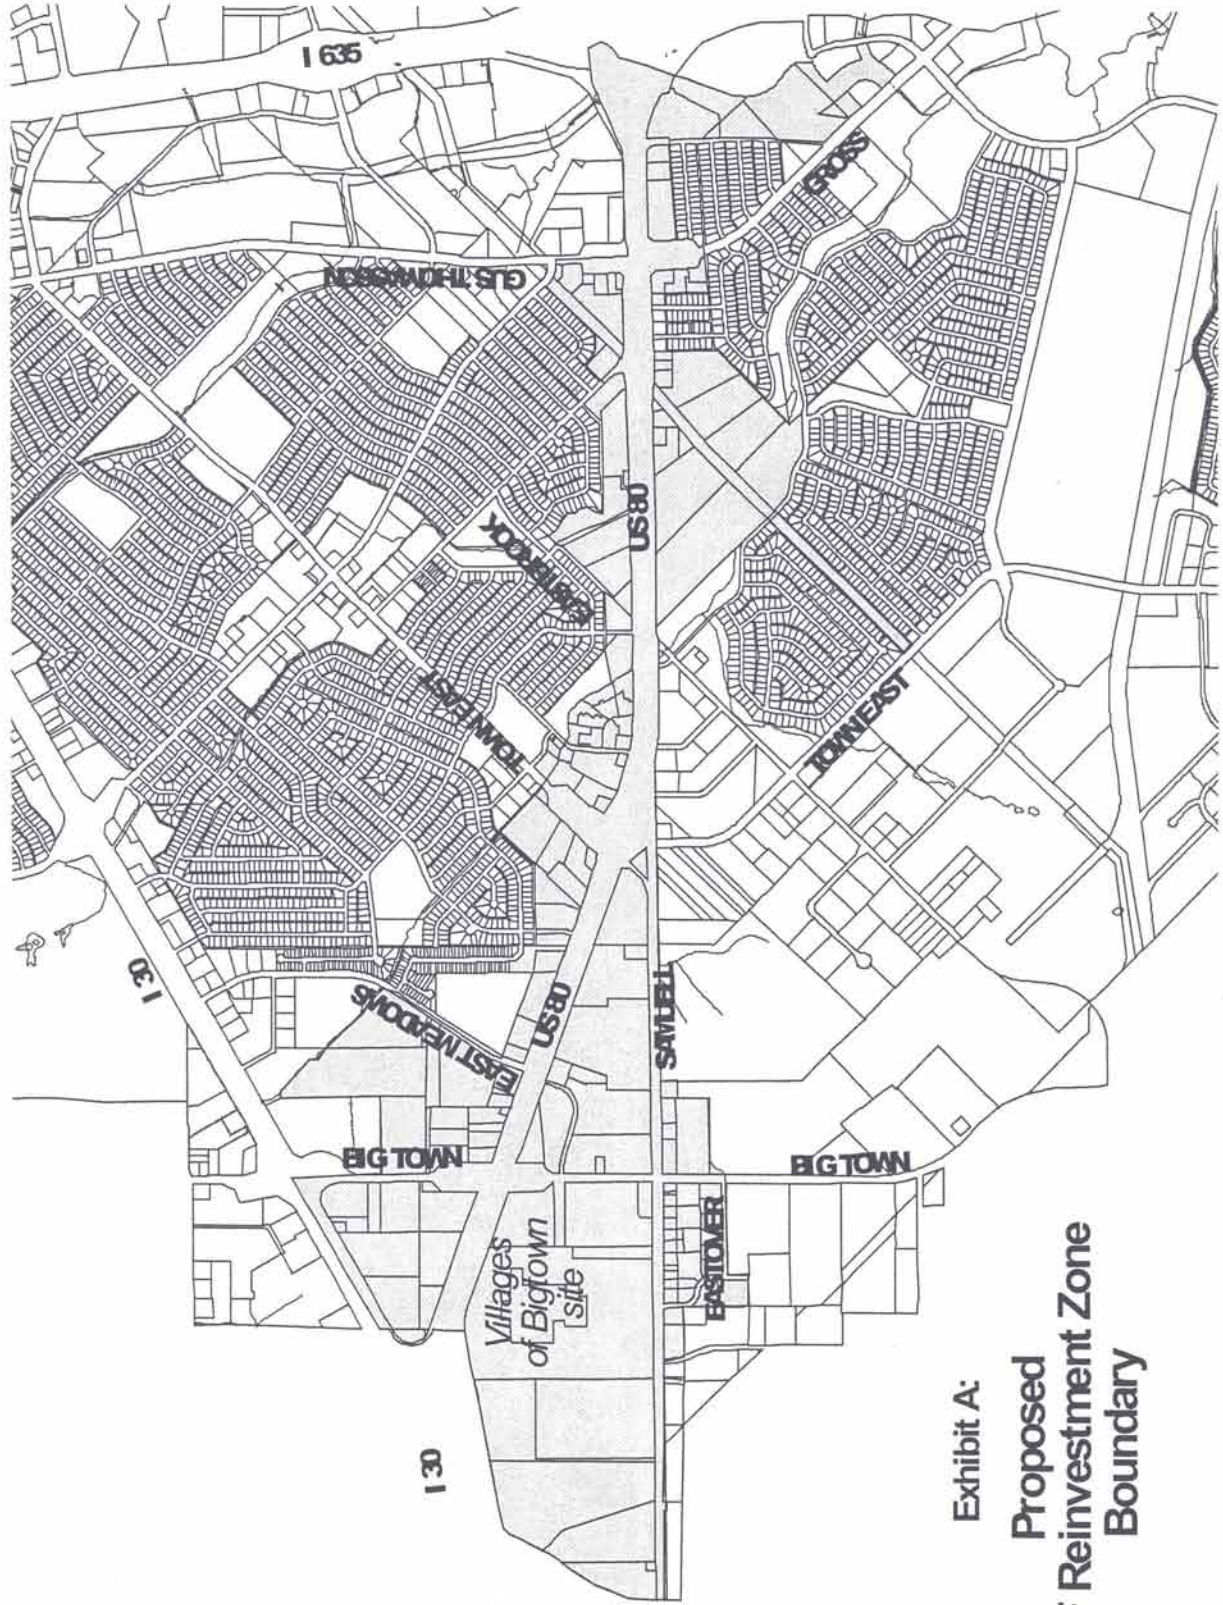 I 635
GUS THOMASSON
GROSS
US 80
EASTBROOK
TOWN EAST
TOWN EAST
I 30
EAST MEADOWS
US 80
SAMUELL
BIG TOWN
BIG TOWN
EASTOVER
Villages
of Bigtown
site
I 30
Exhibit A:
Proposed
Reinvestment Zone
Boundary